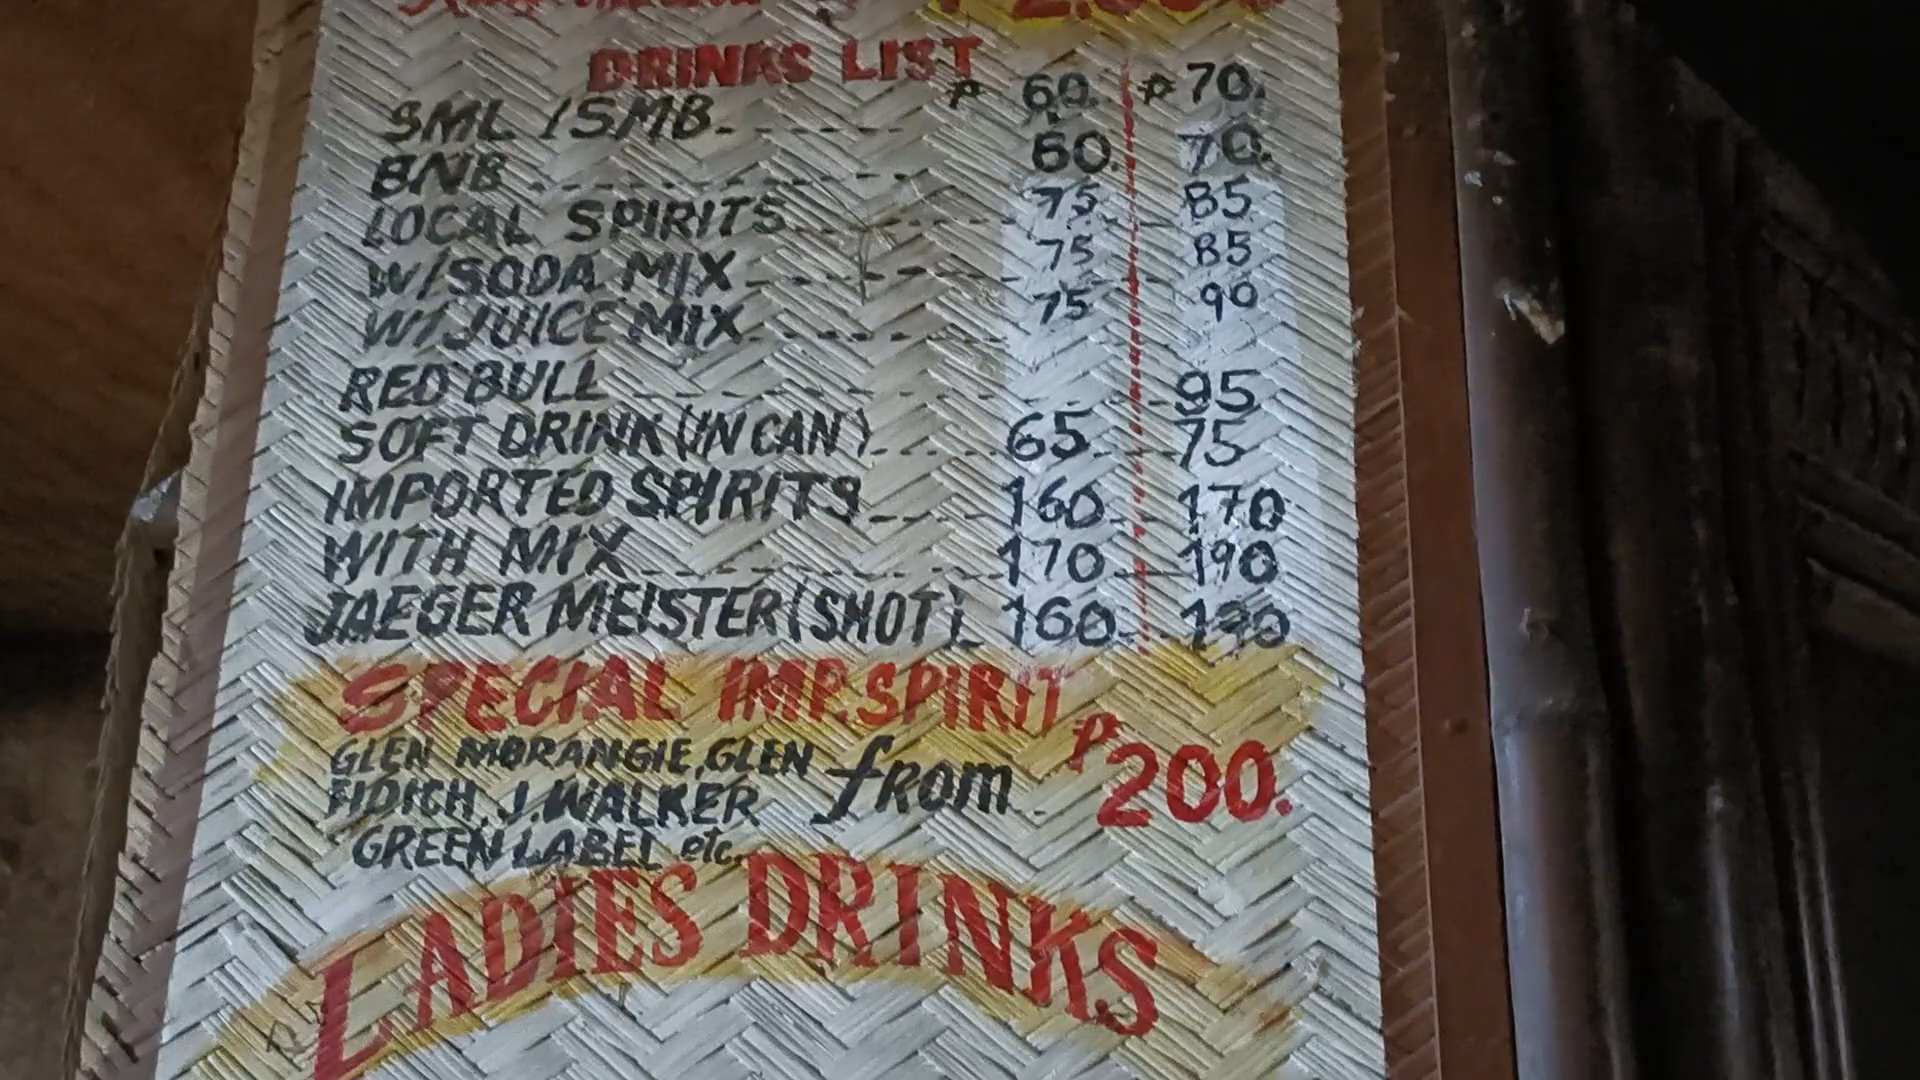 DRINKS LIST
SML / SMB ------ ₱ 60. ₱ 70.
BNB ------ 60. 70.
LOCAL SPIRITS ------ 75 85
W/SODA MIX ------ 75 85
W/JUICE MIX ------ 75 90
RED BULL ------ 95
SOFT DRINK (IN CAN) ------ 65 75
IMPORTED SPIRITS ------ 160 170
WITH MIX ------ 170 190
JAEGER MEISTER (SHOT) 160 190
SPECIAL IMP. SPIRIT
GLEN MORANGIE, GLEN
FIDICH, J. WALKER from ₱200.
GREEN LABEL etc.
LADIES DRINKS